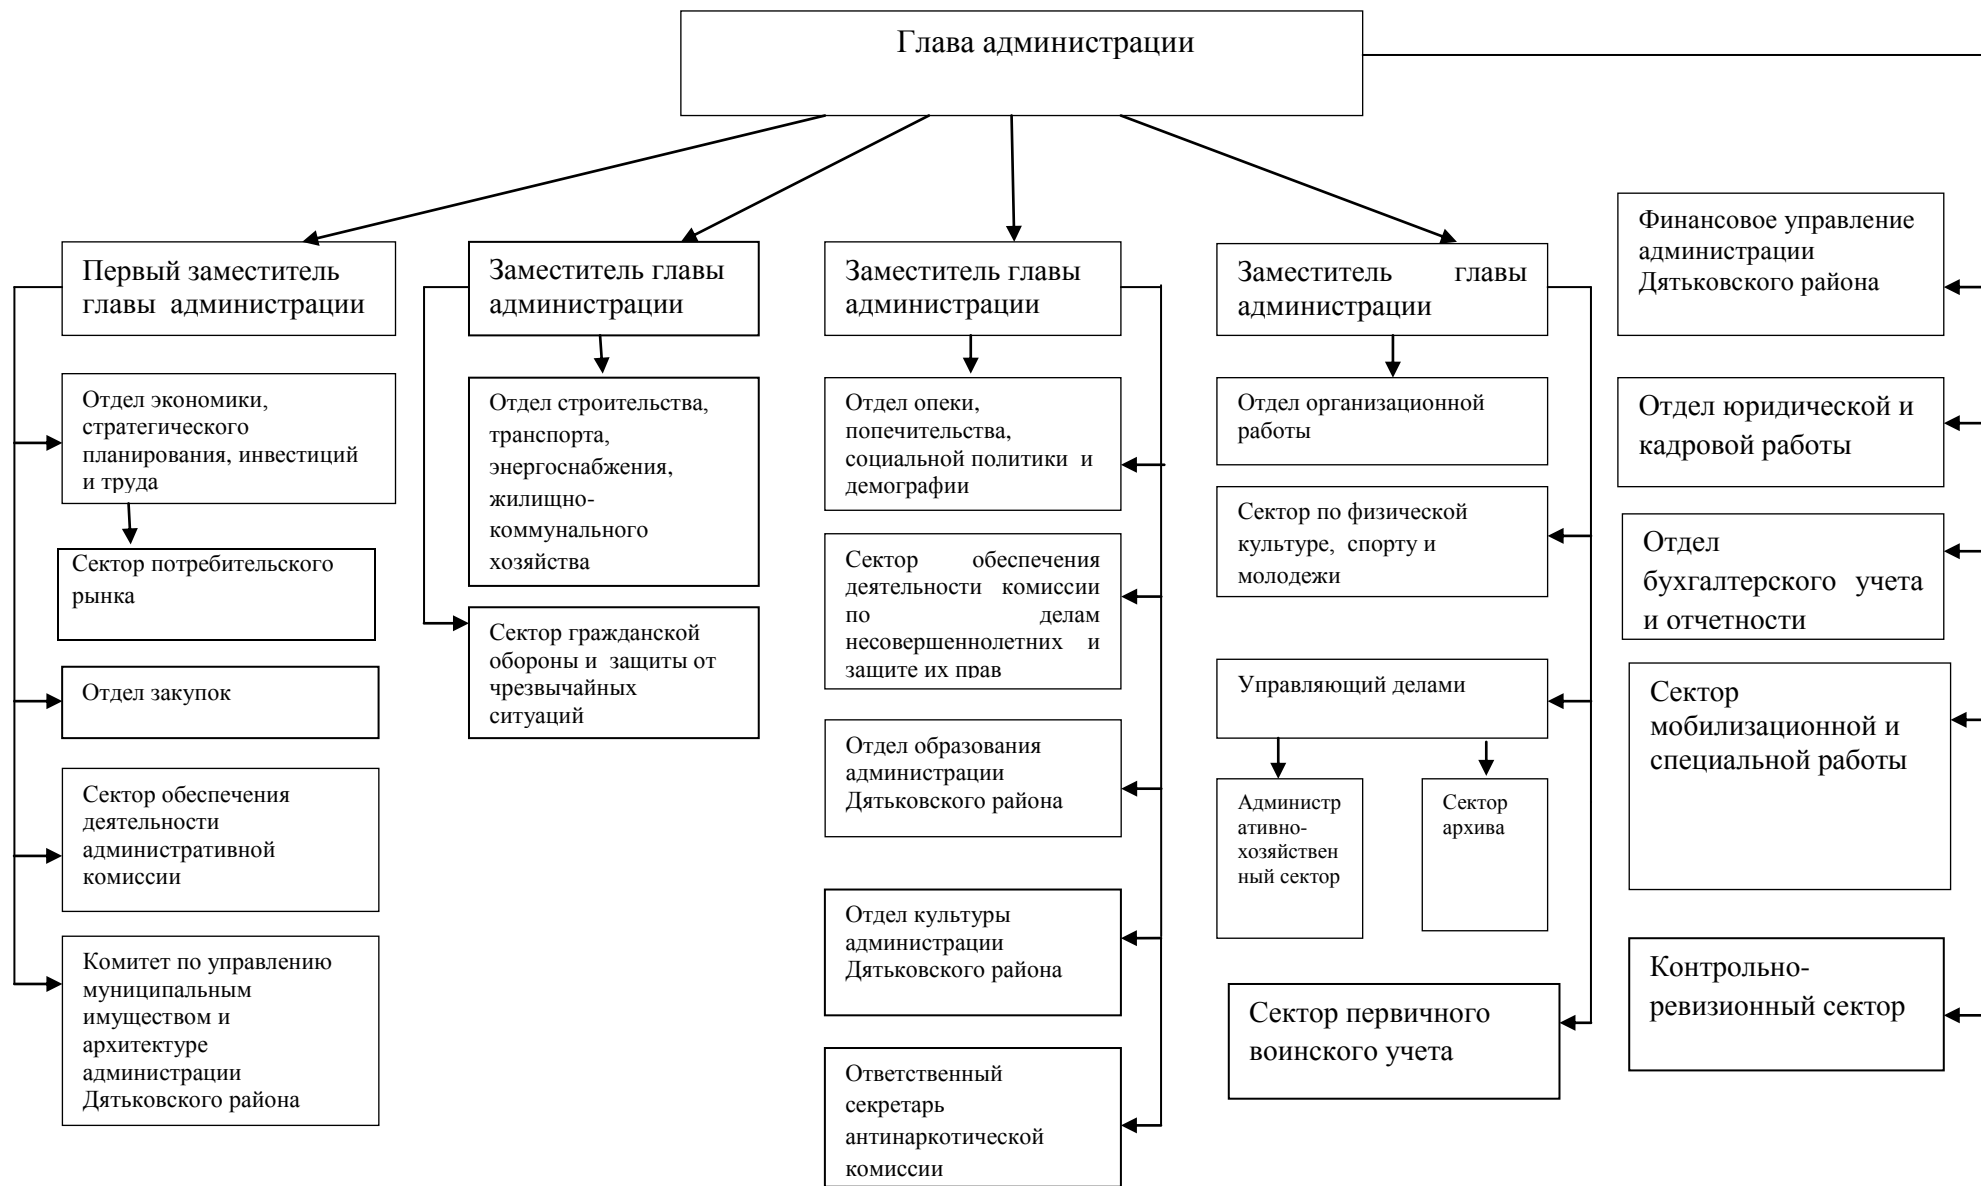 Глава администрации
Первый заместитель
главы администрации
Отдел экономики,
стратегического
планирования, инвестиций
и труда
Сектор потребительского
рынка
Отдел закупок
Сектор обеспечения
деятельности
административной
комиссии
Комитет по управлению
муниципальным
имуществом и
архитектуре
администрации
Дятьковского района
Заместитель главы
администрации
Отдел строительства,
транспорта,
энергоснабжения,
жилищно-
коммунального
хозяйства
Сектор гражданской
обороны и защиты от
чрезвычайных
ситуаций
Заместитель главы
администрации
Отдел опеки,
попечительства,
социальной политики и
демографии
Сектор обеспечения
деятельности комиссии
по делам
несовершеннолетних и
защите их прав
Отдел образования
администрации
Дятьковского района
Отдел культуры
администрации
Дятьковского района
Ответственный
секретарь
антинаркотической
комиссии
Заместитель главы
администрации
Отдел организационной
работы
Сектор по физической
культуре, спорту и
молодежи
Управляющий делами
Администр
ативно-
хозяйствен
ный сектор
Сектор
архива
Сектор первичного
воинского учета
Финансовое управление
администрации
Дятьковского района
Отдел юридической и
кадровой работы
Отдел
бухгалтерского учета
и отчетности
Сектор
мобилизационной и
специальной работы
Контрольно-
ревизионный сектор